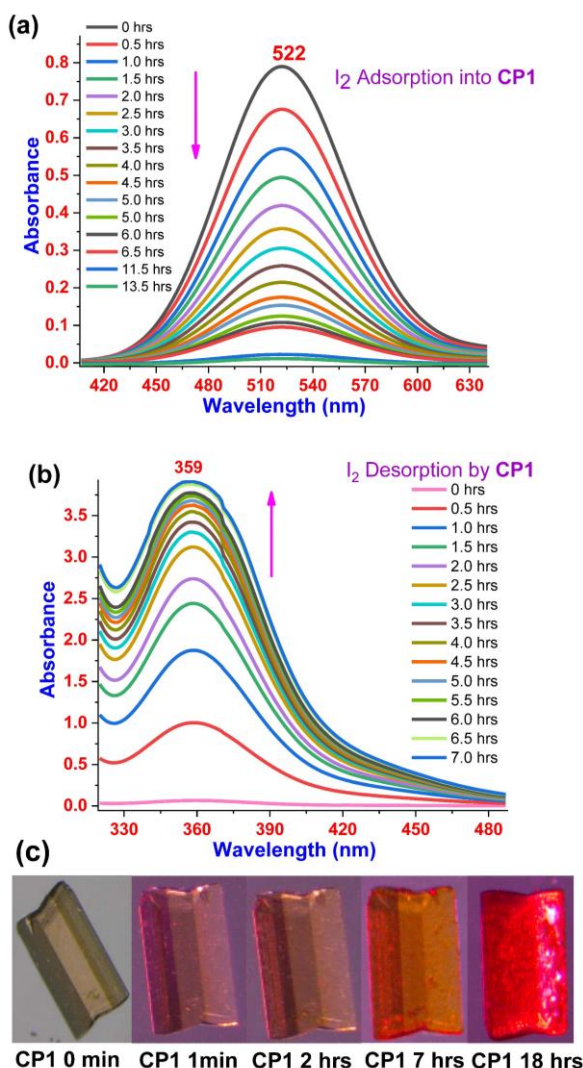 (a)
0 hrs
0.5 hrs
1.0 hrs
1.5 hrs
2.0 hrs
2.5 hrs
3.0 hrs
3.5 hrs
4.0 hrs
4.5 hrs
5.0 hrs
5.0 hrs
6.0 hrs
6.5 hrs
11.5 hrs
13.5 hrs
522
I2 Adsorption into CP1
Absorbance
0.8
0.7
0.6
0.5
0.4
0.3
0.2
0.1
0.0
420 450 480 510 540 570 600 630
Wavelength (nm)
(b)
359
I2 Desorption by CP1
0 hrs
0.5 hrs
1.0 hrs
1.5 hrs
2.0 hrs
2.5 hrs
3.0 hrs
3.5 hrs
4.0 hrs
4.5 hrs
5.0 hrs
5.5 hrs
6.0 hrs
6.5 hrs
7.0 hrs
Absorbance
3.5
3.0
2.5
2.0
1.5
1.0
0.5
0.0
330 360 390 420 450 480
Wavelength (nm)
(c)
CP1 0 min CP1 1min CP1 2 hrs CP1 7 hrs CP1 18 hrs